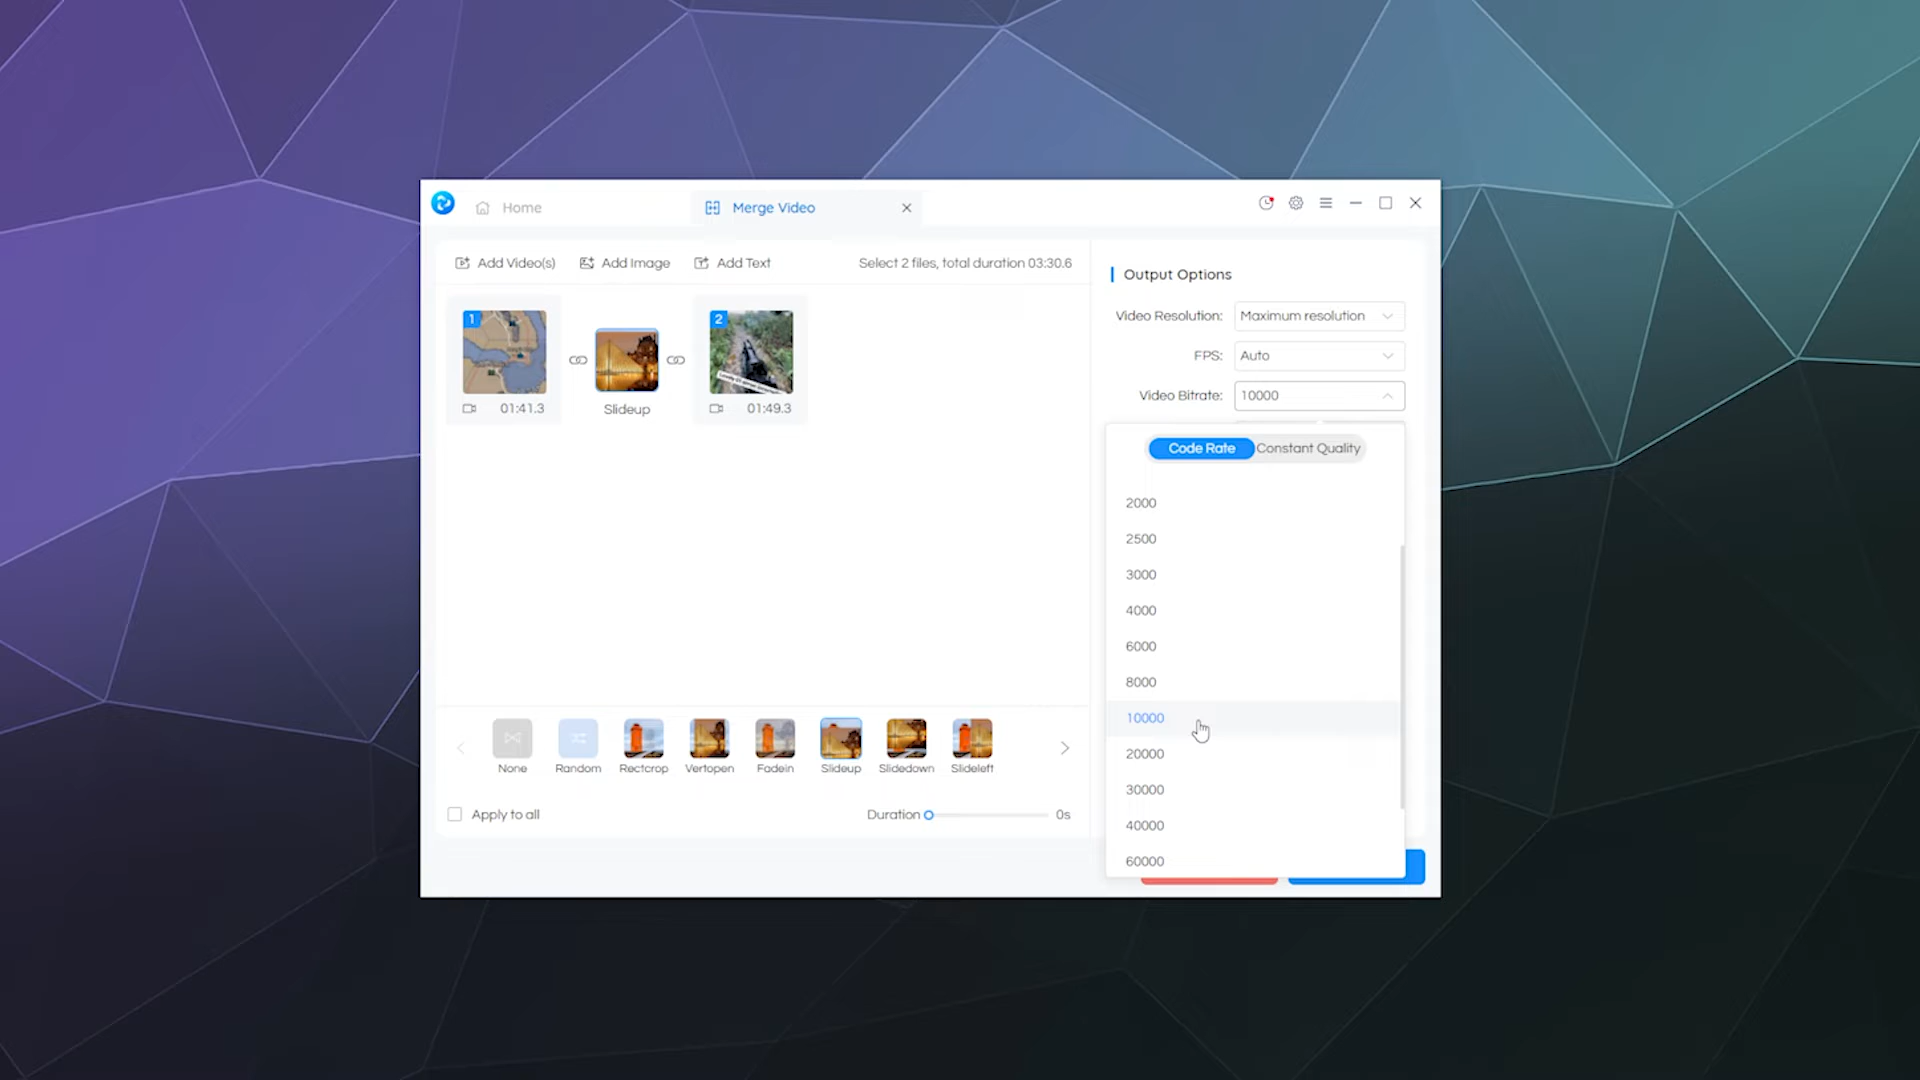 Home
Merge Video
Add Video(s)
Add Image
Add Text
Select 2 files, total duration 03:30.6
1
01:41.3
Slideup
2
01:49.3
Output Options
Video Resolution: Maximum resolution
FPS: Auto
Video Bitrate: 10000
Code Rate
Constant Quality
2000
2500
3000
4000
6000
8000
10000
20000
30000
40000
60000
None
Random
Rectcrop
Vertopen
Fadein
Slideup
Slidedown
Slideleft
Apply to all
Duration
0s